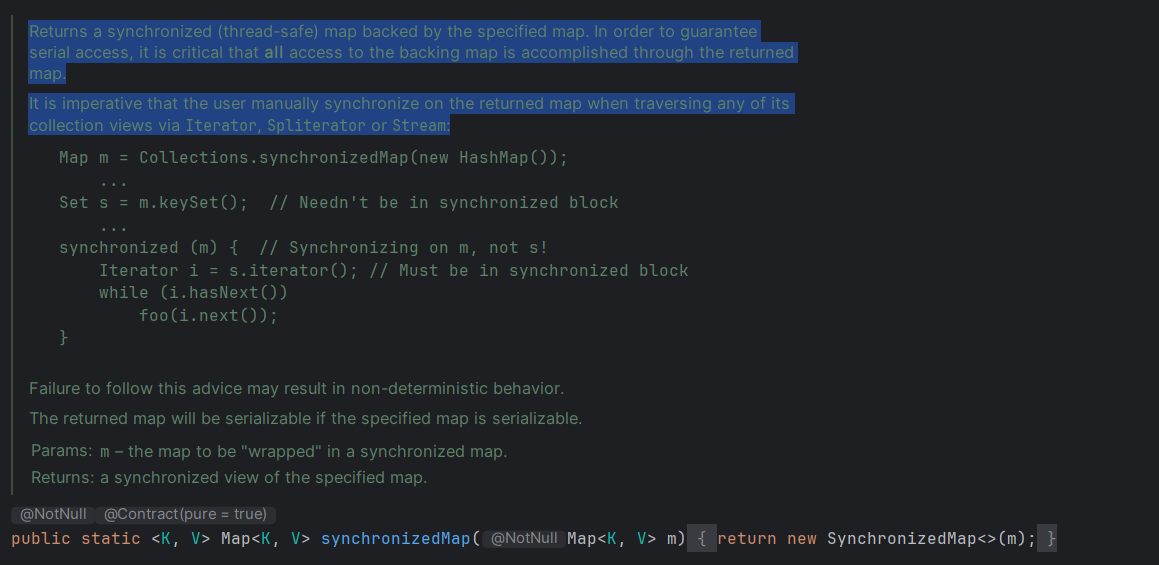 Returns a synchronized (thread-safe) map backed by the specified map. In order to guarantee
serial access, it is critical that all access to the backing map is accomplished through the returned
map.
It is imperative that the user manually synchronize on the returned map when traversing any of its
collection views via Iterator, Spliterator or Stream:
Map m = Collections.synchronizedMap(new HashMap());
...
Set s = m.keySet();  // Needn't be in synchronized block
...
synchronized (m) {  // Synchronizing on m, not s!
Iterator i = s.iterator(); // Must be in synchronized block
while (i.hasNext())
foo(i.next());
}
Failure to follow this advice may result in non-deterministic behavior.
The returned map will be serializable if the specified map is serializable.
Params: m – the map to be "wrapped" in a synchronized map.
Returns: a synchronized view of the specified map.
@NotNull @Contract(pure = true)
public static <K, V> Map<K, V> synchronizedMap( @NotNull Map<K, V> m) { return new SynchronizedMap<>(m); }